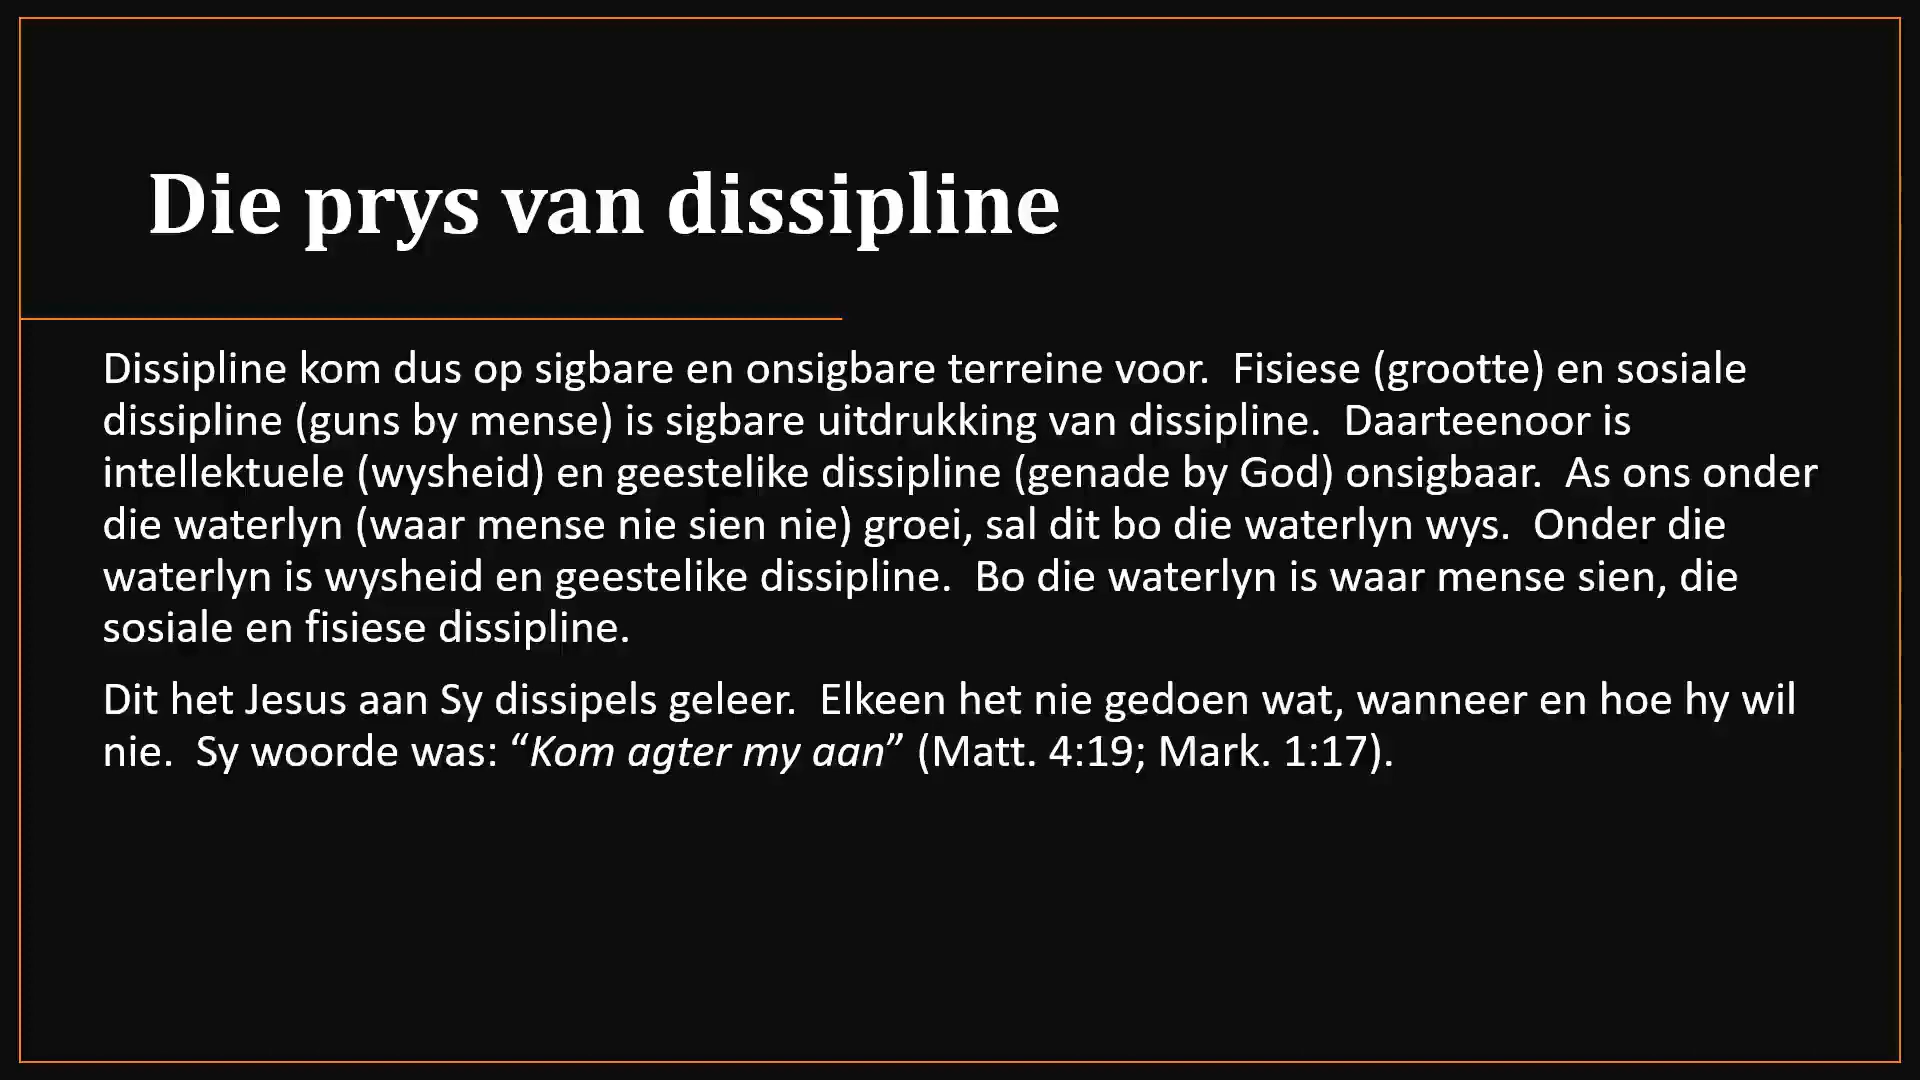 Die prys van dissipline
Dissipline kom dus op sigbare en onsigbare terreine voor.  Fisiese (grootte) en sosiale
dissipline (guns by mense) is sigbare uitdrukking van dissipline.  Daarteenoor is
intellektuele (wysheid) en geestelike dissipline (genade by God) onsigbaar.  As ons onder
die waterlyn (waar mense nie sien nie) groei, sal dit bo die waterlyn wys.  Onder die
waterlyn is wysheid en geestelike dissipline.  Bo die waterlyn is waar mense sien, die
sosiale en fisiese dissipline.
Dit het Jesus aan Sy dissipels geleer.  Elkeen het nie gedoen wat, wanneer en hoe hy wil
nie.  Sy woorde was: “Kom agter my aan” (Matt. 4:19; Mark. 1:17).